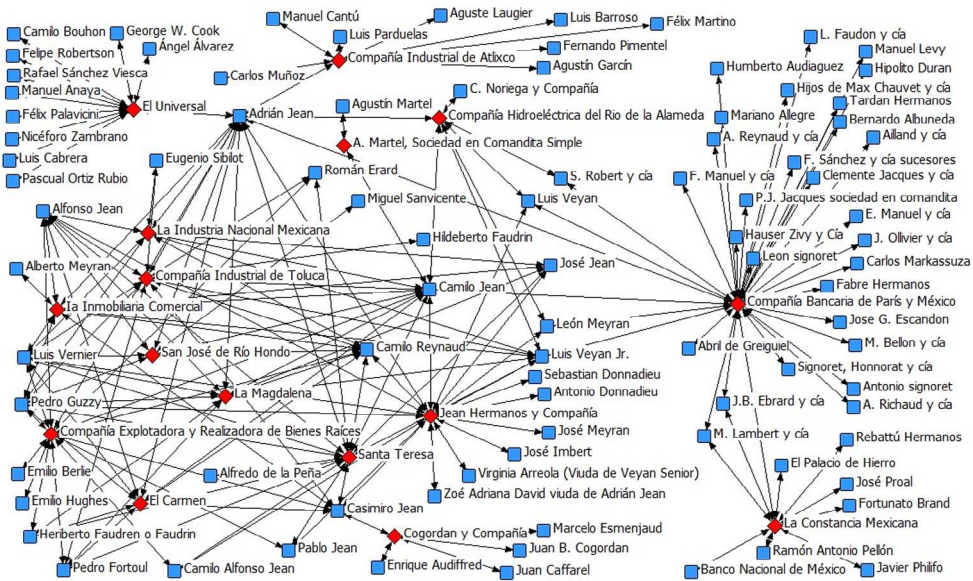 Camilo Bouhon
George W. Cook
Felipe Robertson
Ángel Álvarez
Rafael Sánchez Viesca
Manuel Anaya
El Universal
Félix Palavicini
Nicéforo Zambrano
Luis Cabrera
Pascual Ortiz Rubio
Manuel Cantú
Aguste Laugier
Luis Barroso
Félix Martino
Luis Parduelas
Compañía Industrial de Atlixco
Fernando Pimentel
Carlos Muñoz
Agustín Garcín
C. Noriega y Compañía
Agustín Martel
Adrián Jean
Compañía Hidroeléctrica del Rio de la Alameda
A. Martel, Sociedad en Comandita Simple
Eugenio Sibilot
Román Erard
S. Robert y cía
Miguel Sanvicente
Luis Veyan
Alfonso Jean
La Industria Nacional Mexicana
Hildeberto Faudrin
Alberto Meyran
Compañía Industrial de Toluca
José Jean
Camilo Jean
la Inmobiliaria Comercial
León Meyran
Luis Vernier
San José de Río Hondo
Camilo Reynaud
Luis Veyan Jr.
Sebastian Donnadieu
La Magdalena
Antonio Donnadieu
Pedro Guzzy
Jean Hermanos y Compañía
Compañía Explotadora y Realizadora de Bienes Raíces
José Meyran
Santa Teresa
José Imbert
Emilio Berlie
Alfredo de la Peña
Virginia Arreola (Viuda de Veyan Senior)
Zoé Adriana David viuda de Adrián Jean
Emilio Hughes
El Carmen
Casimiro Jean
Heriberto Faudren o Faudrin
Cogordan y Compañía
Marcelo Esmenjaud
Pablo Jean
Juan B. Cogordan
Pedro Fortoul
Camilo Alfonso Jean
Enrique Audiffred
Juan Caffarel
L. Faudon y cía
Manuel Levy
Humberto Audiaguez
Hipolito Duran
Hijos de Max Chauvet y cía
Tardan Hermanos
Mariano Allegre
Bernardo Albuneda
A. Reynaud y cía
Ailand y cía
F. Sánchez y cía sucesores
F. Manuel y cía
Clemente Jacques y cía
P.J. Jacques sociedad en comandita
E. Manuel y cía
Hauser Zivy y Cía
J. Ollivier y cía
Leon signoret
Carlos Markassuza
Fabre Hermanos
Compañía Bancaria de París y México
Jose G. Escandon
Abril de Greiguiel
M. Bellon y cía
Signoret, Honnorat y cía
Antonio signoret
J.B. Ebrard y cía
A. Richaud y cía
M. Lambert y cía
Rebattú Hermanos
El Palacio de Hierro
José Proal
Fortunato Brand
La Constancia Mexicana
Ramón Antonio Pellón
Banco Nacional de México
Javier Philifo